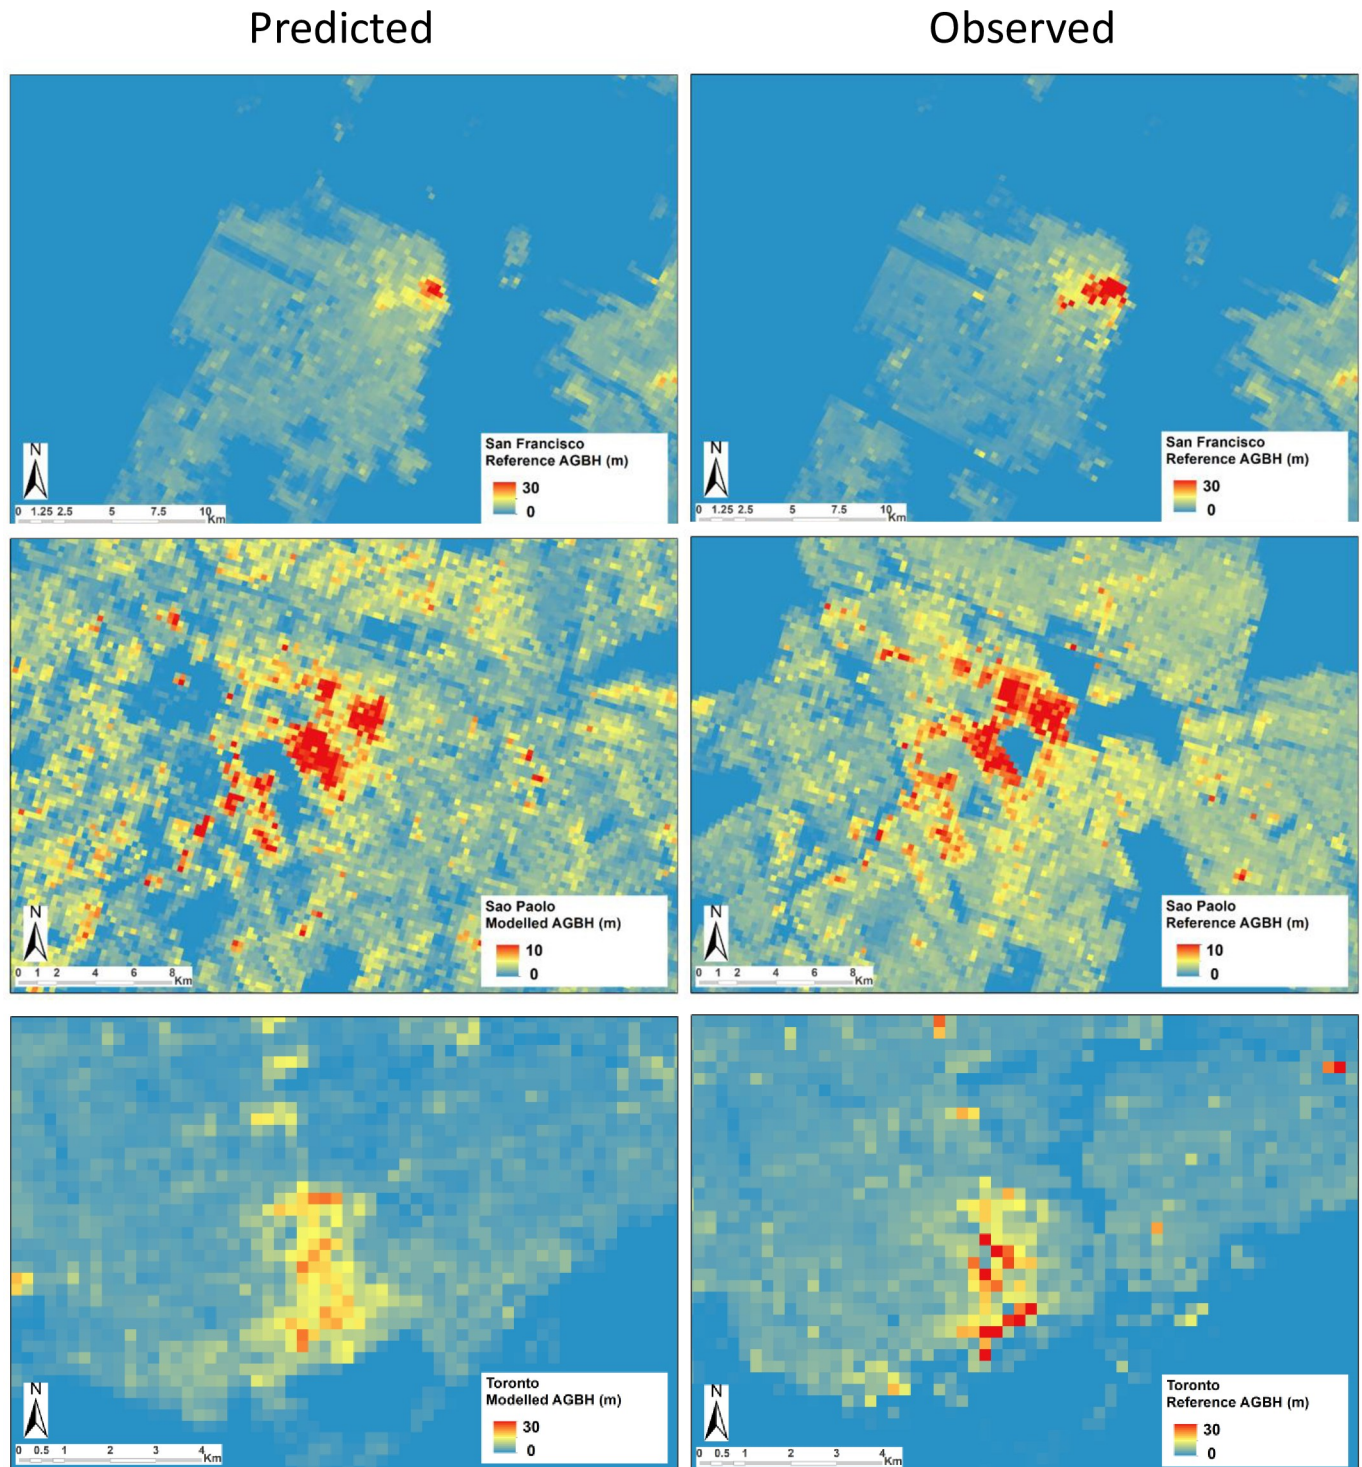 Predicted
Observed
N
San Francisco
Reference AGBH (m)
30
0
0 1.25 2.5 5 7.5 10 Km
N
San Francisco
Reference AGBH (m)
30
0
0 1.25 2.5 5 7.5 10 Km
N
Sao Paolo
Modelled AGBH (m)
10
0
0 1 2 4 6 8 Km
N
Sao Paolo
Reference AGBH (m)
10
0
0 1 2 4 6 8 Km
N
Toronto
Modelled AGBH (m)
30
0
0 0.5 1 2 3 4 Km
N
Toronto
Reference AGBH (m)
30
0
0 0.5 1 2 3 4 Km